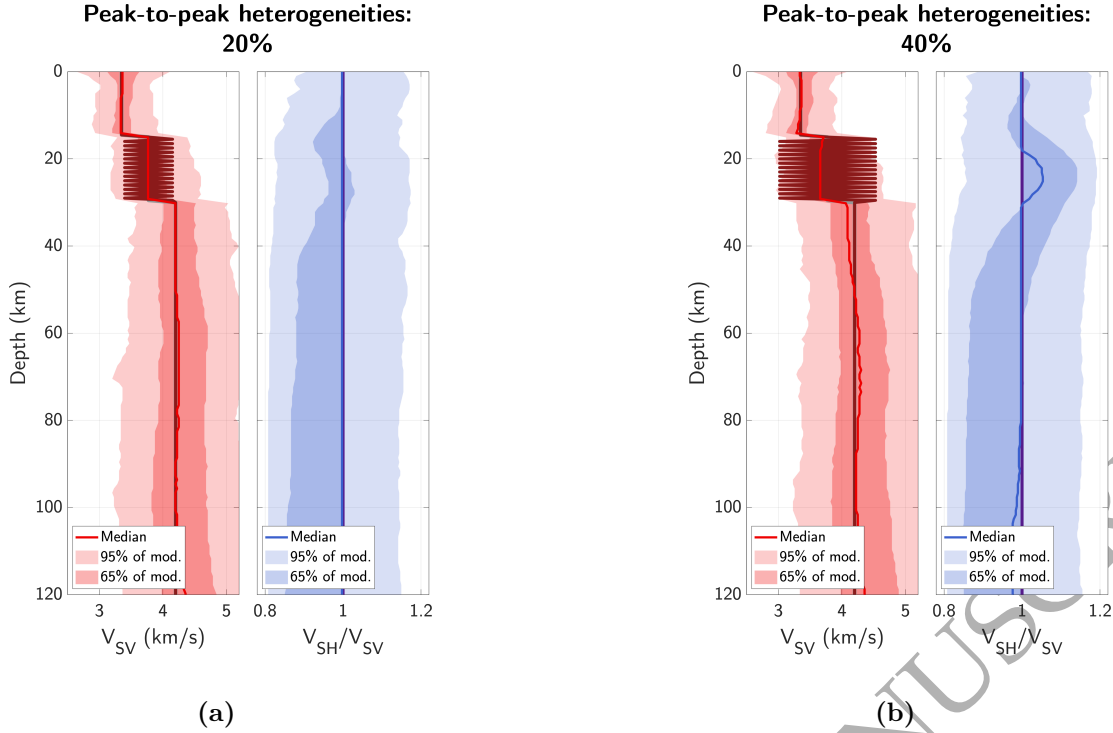 Peak-to-peak heterogeneities:
20%
0
20
40
60
80
100
120
Depth (km)
Median
95% of mod.
65% of mod.
3
4
5
V_SV (km/s)
Median
95% of mod.
65% of mod.
0.8
1
1.2
V_SH/V_SV
(a)
Peak-to-peak heterogeneities:
40%
0
20
40
60
80
100
120
Depth (km)
Median
95% of mod.
65% of mod.
3
4
5
V_SV (km/s)
Median
95% of mod.
65% of mod.
0.8
1
1.2
V_SH/V_SV
(b)